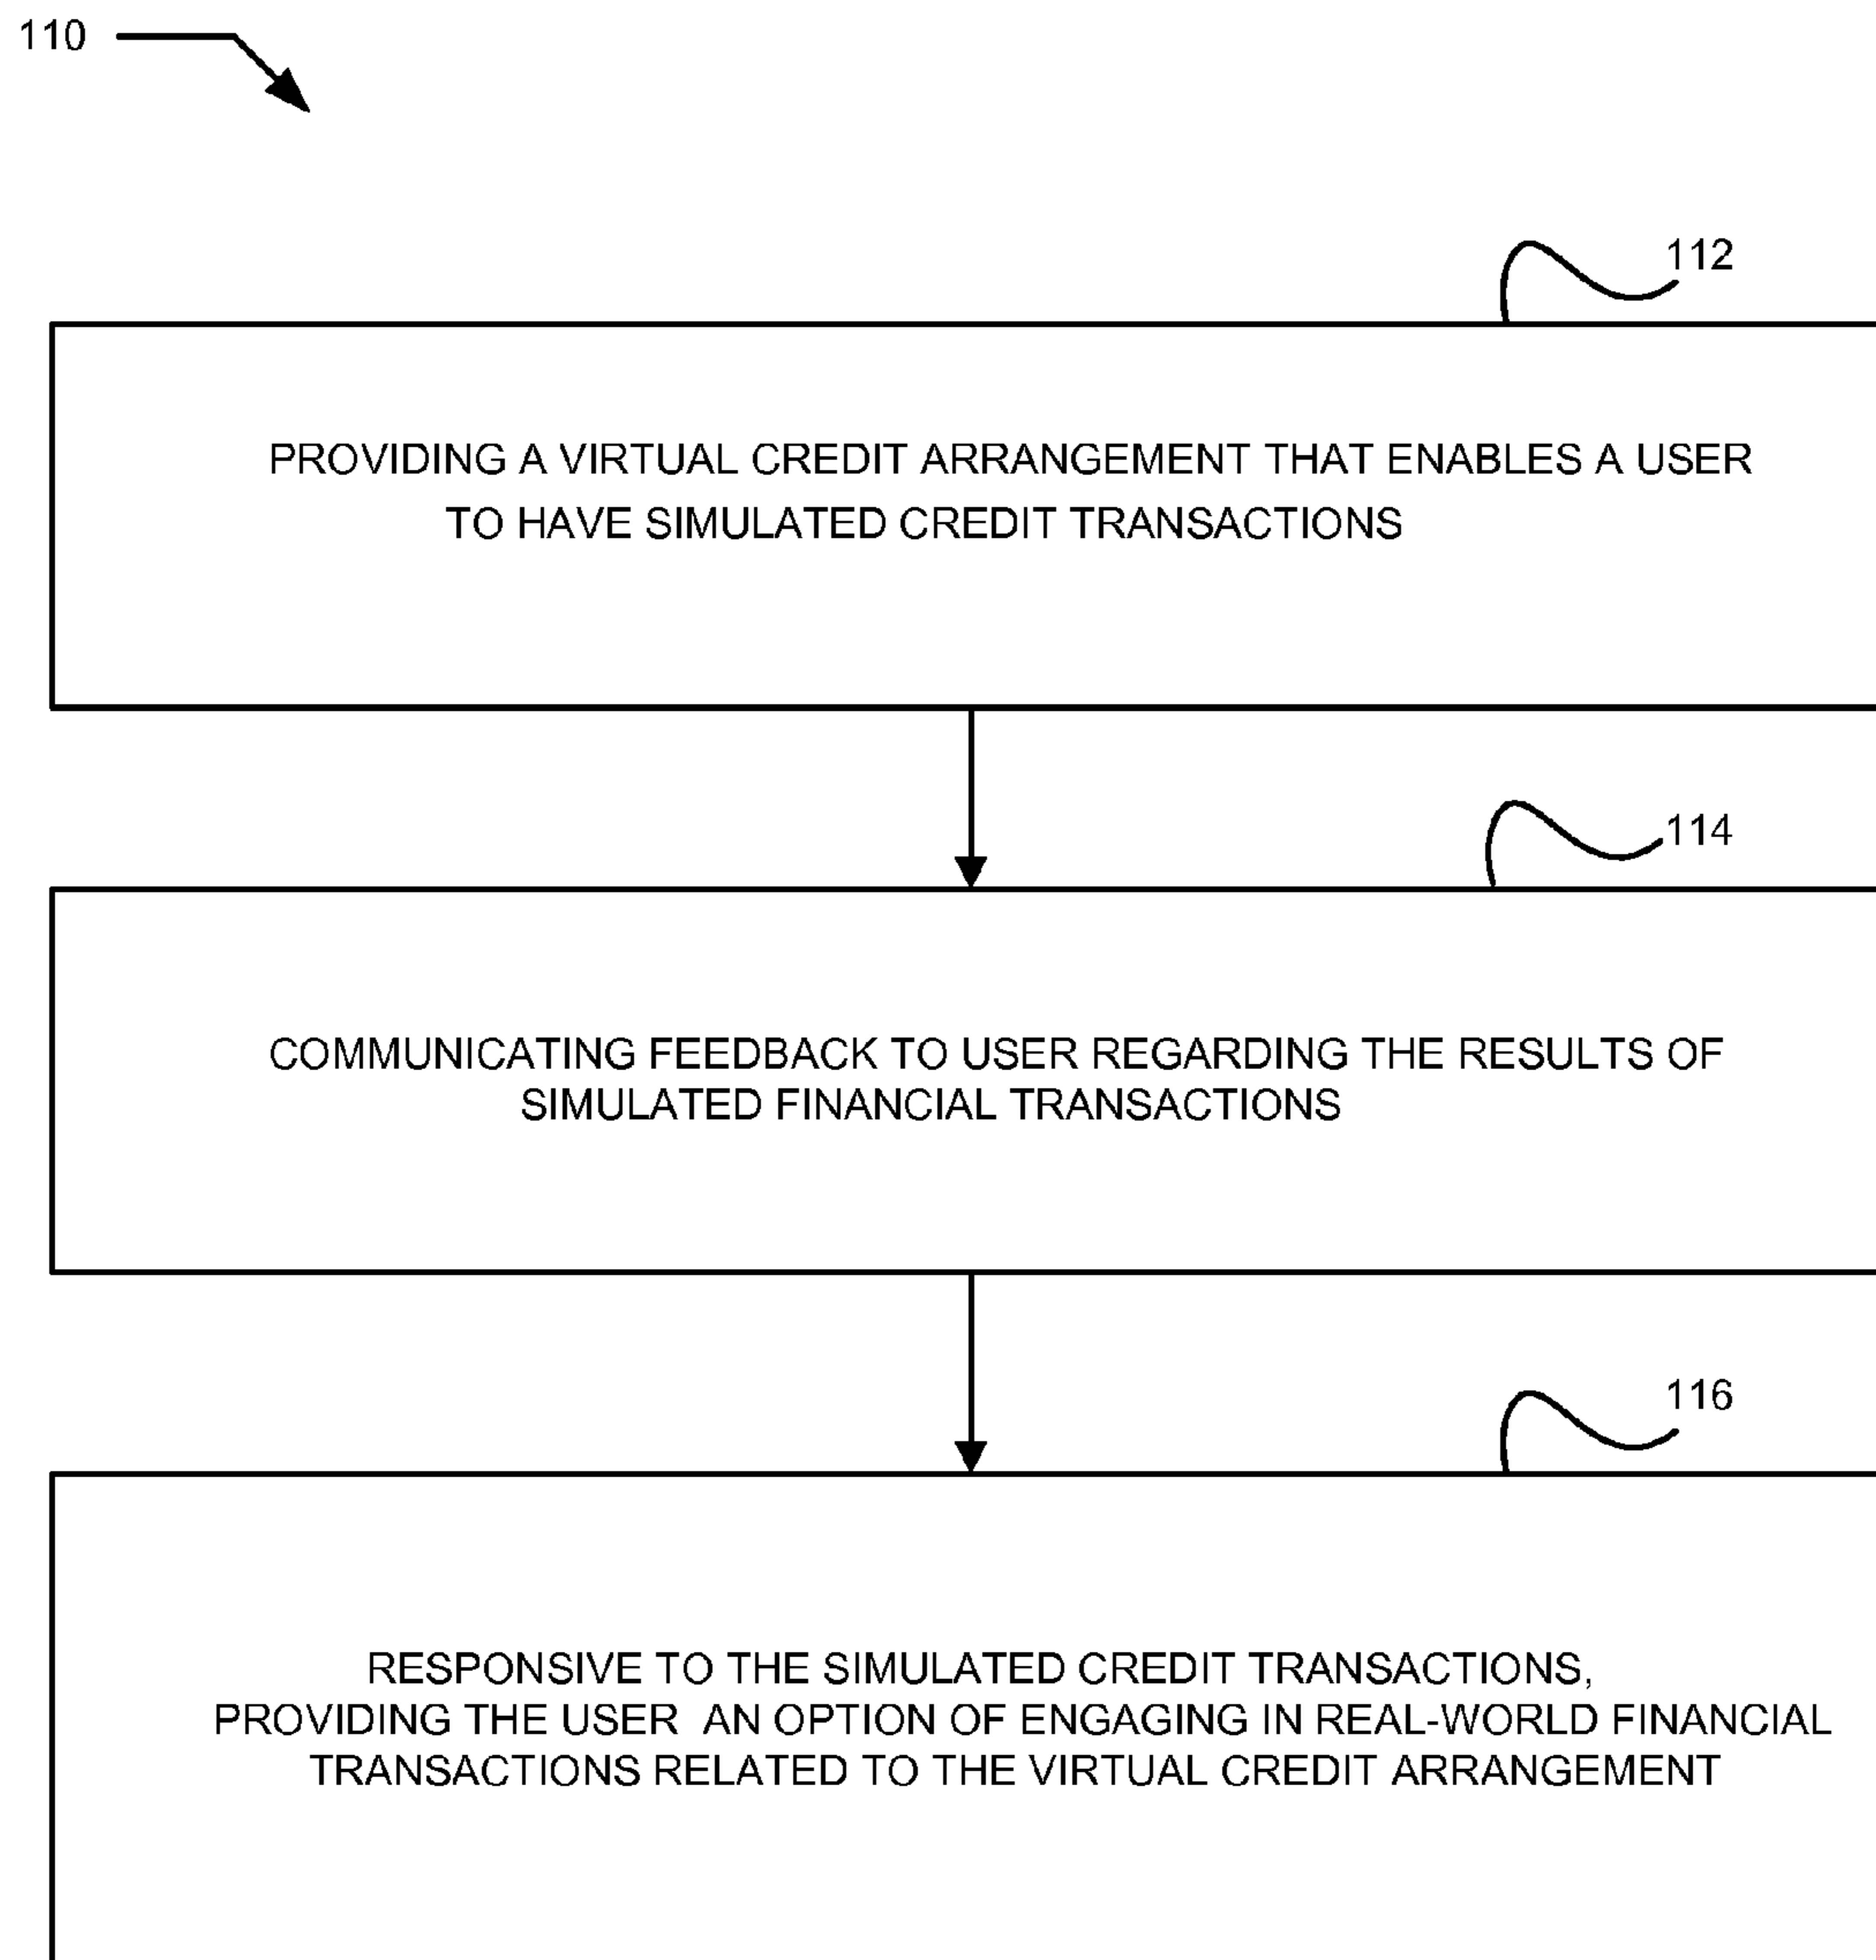 110
112
PROVIDING A VIRTUAL CREDIT ARRANGEMENT THAT ENABLES A USER
TO HAVE SIMULATED CREDIT TRANSACTIONS
114
COMMUNICATING FEEDBACK TO USER REGARDING THE RESULTS OF
SIMULATED FINANCIAL TRANSACTIONS
116
RESPONSIVE TO THE SIMULATED CREDIT TRANSACTIONS,
PROVIDING THE USER AN OPTION OF ENGAGING IN REAL-WORLD FINANCIAL
TRANSACTIONS RELATED TO THE VIRTUAL CREDIT ARRANGEMENT